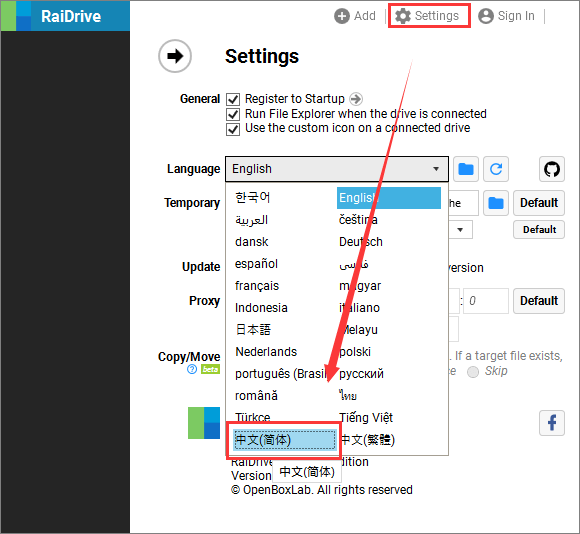 RaiDrive
Add
Settings
Sign In
Settings
General
Register to Startup
Run File Explorer when the drive is connected
Use the custom icon on a connected drive
Language
English
한국어
English
Temporary
he
Default
العربية
čeština
Default
dansk
Deutsch
español
فارسی
Update
version
français
magyar
Proxy
: 0
Default
Indonesia
italiano
日本語
Melayu
Copy/Move
Nederlands
polski
. If a target file exists,
beta
português (Brasil
русский
Skip
română
ไทย
Türkçe
Tiếng Việt
中文(简体)
中文(繁體)
RaiDrive
dition
Version
中文(简体)
© OpenBoxLab. All rights reserved